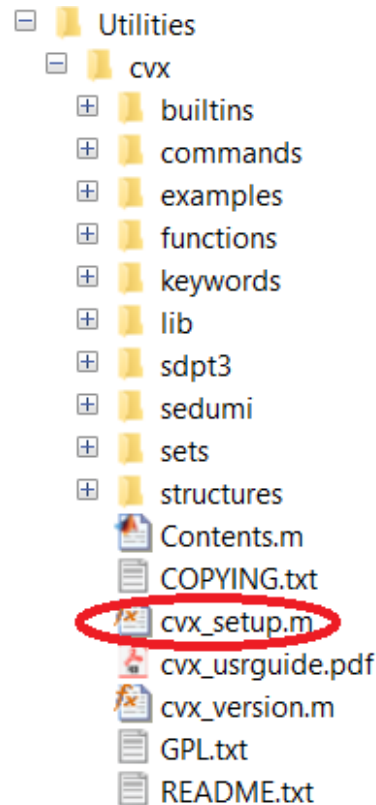 Utilities
cvx
builtins
commands
examples
functions
keywords
lib
sdpt3
sedumi
sets
structures
Contents.m
COPYING.txt
cvx_setup.m
cvx_usrguide.pdf
cvx_version.m
GPL.txt
README.txt